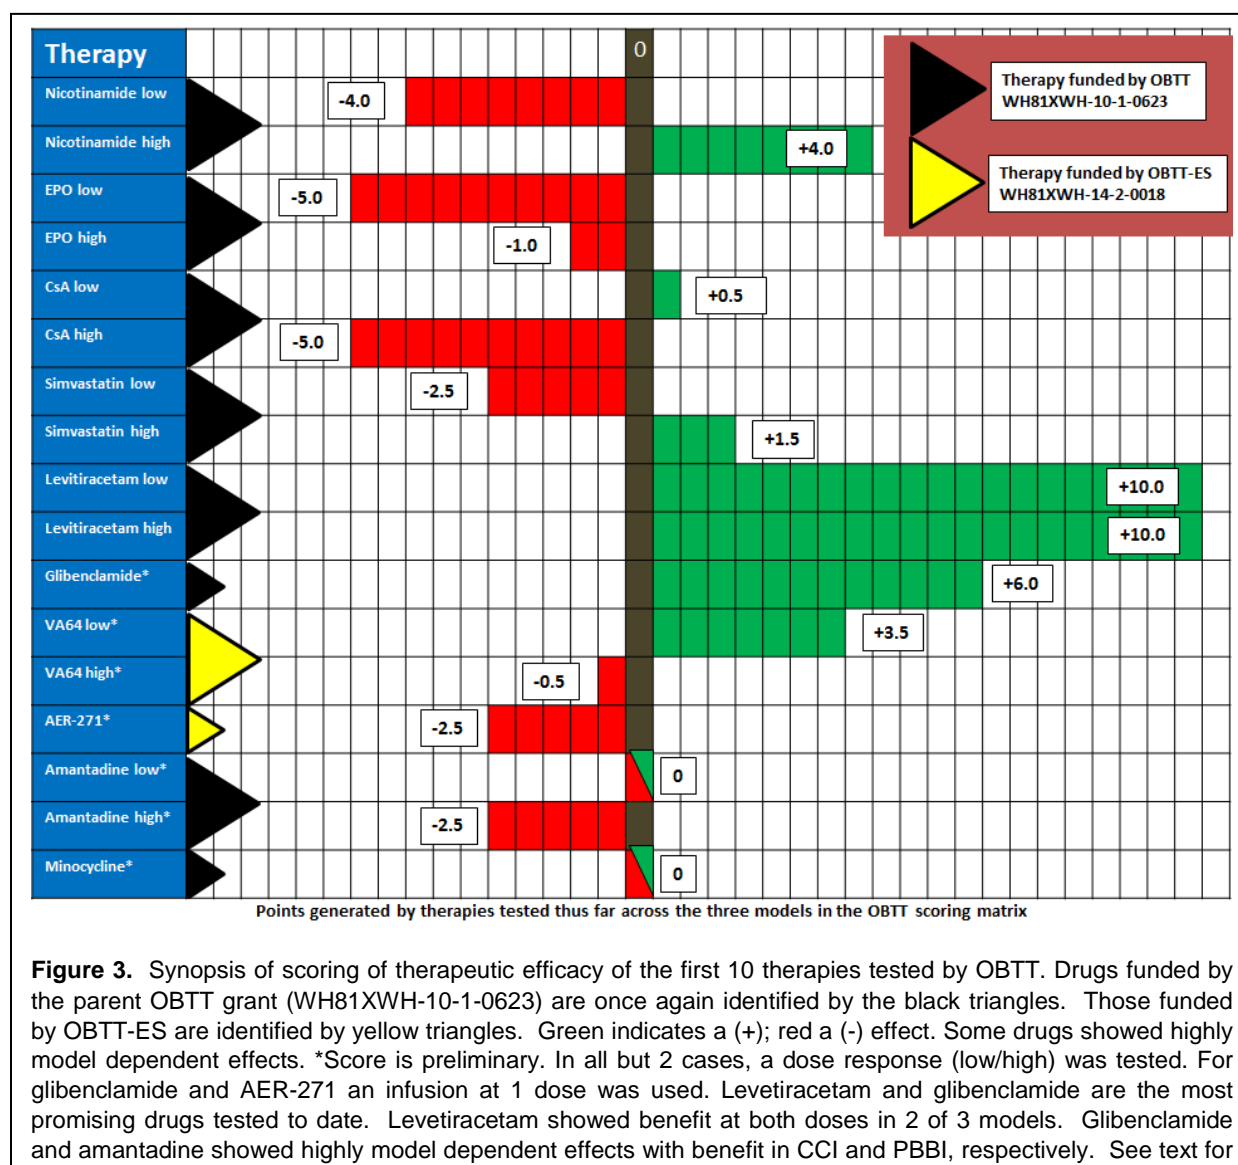 Therapy
0
Therapy funded by OBTT
WH81XWH-10-1-0623
Therapy funded by OBTT-ES
WH81XWH-14-2-0018
Nicotinamide low
-4.0
Nicotinamide high
+4.0
EPO low
-5.0
EPO high
-1.0
CsA low
+0.5
CsA high
-5.0
Simvastatin low
-2.5
Simvastatin high
+1.5
Levitiracetam low
+10.0
Levitiracetam high
+10.0
Glibenclamide*
+6.0
VA64 low*
+3.5
VA64 high*
-0.5
AER-271*
-2.5
Amantadine low*
0
Amantadine high*
-2.5
Minocycline*
0
Points generated by therapies tested thus far across the three models in the OBTT scoring matrix
Figure 3. Synopsis of scoring of therapeutic efficacy of the first 10 therapies tested by OBTT. Drugs funded by
the parent OBTT grant (WH81XWH-10-1-0623) are once again identified by the black triangles. Those funded
by OBTT-ES are identified by yellow triangles. Green indicates a (+); red a (-) effect. Some drugs showed highly
model dependent effects. *Score is preliminary. In all but 2 cases, a dose response (low/high) was tested. For
glibenclamide and AER-271 an infusion at 1 dose was used. Levetiracetam and glibenclamide are the most
promising drugs tested to date. Levetiracetam showed benefit at both doses in 2 of 3 models. Glibenclamide
and amantadine showed highly model dependent effects with benefit in CCI and PBBI, respectively. See text for